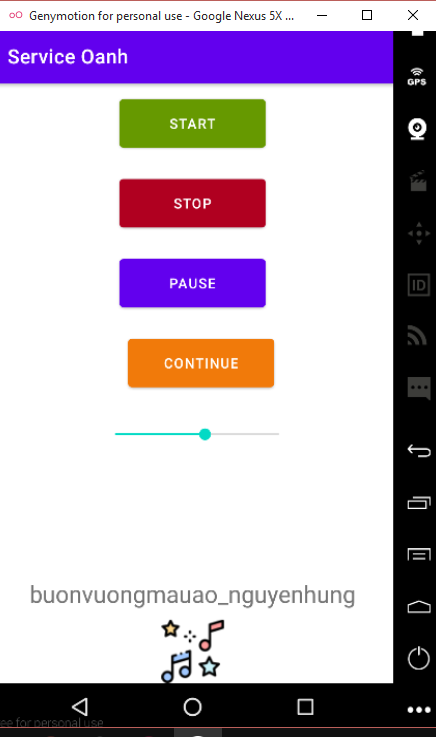 Genymotion for personal use - Google Nexus 5X ...
Service Oanh
GPS
START
STOP
PAUSE
ID
CONTINUE
buonvuongmauao_nguyenhung
ee for personal use